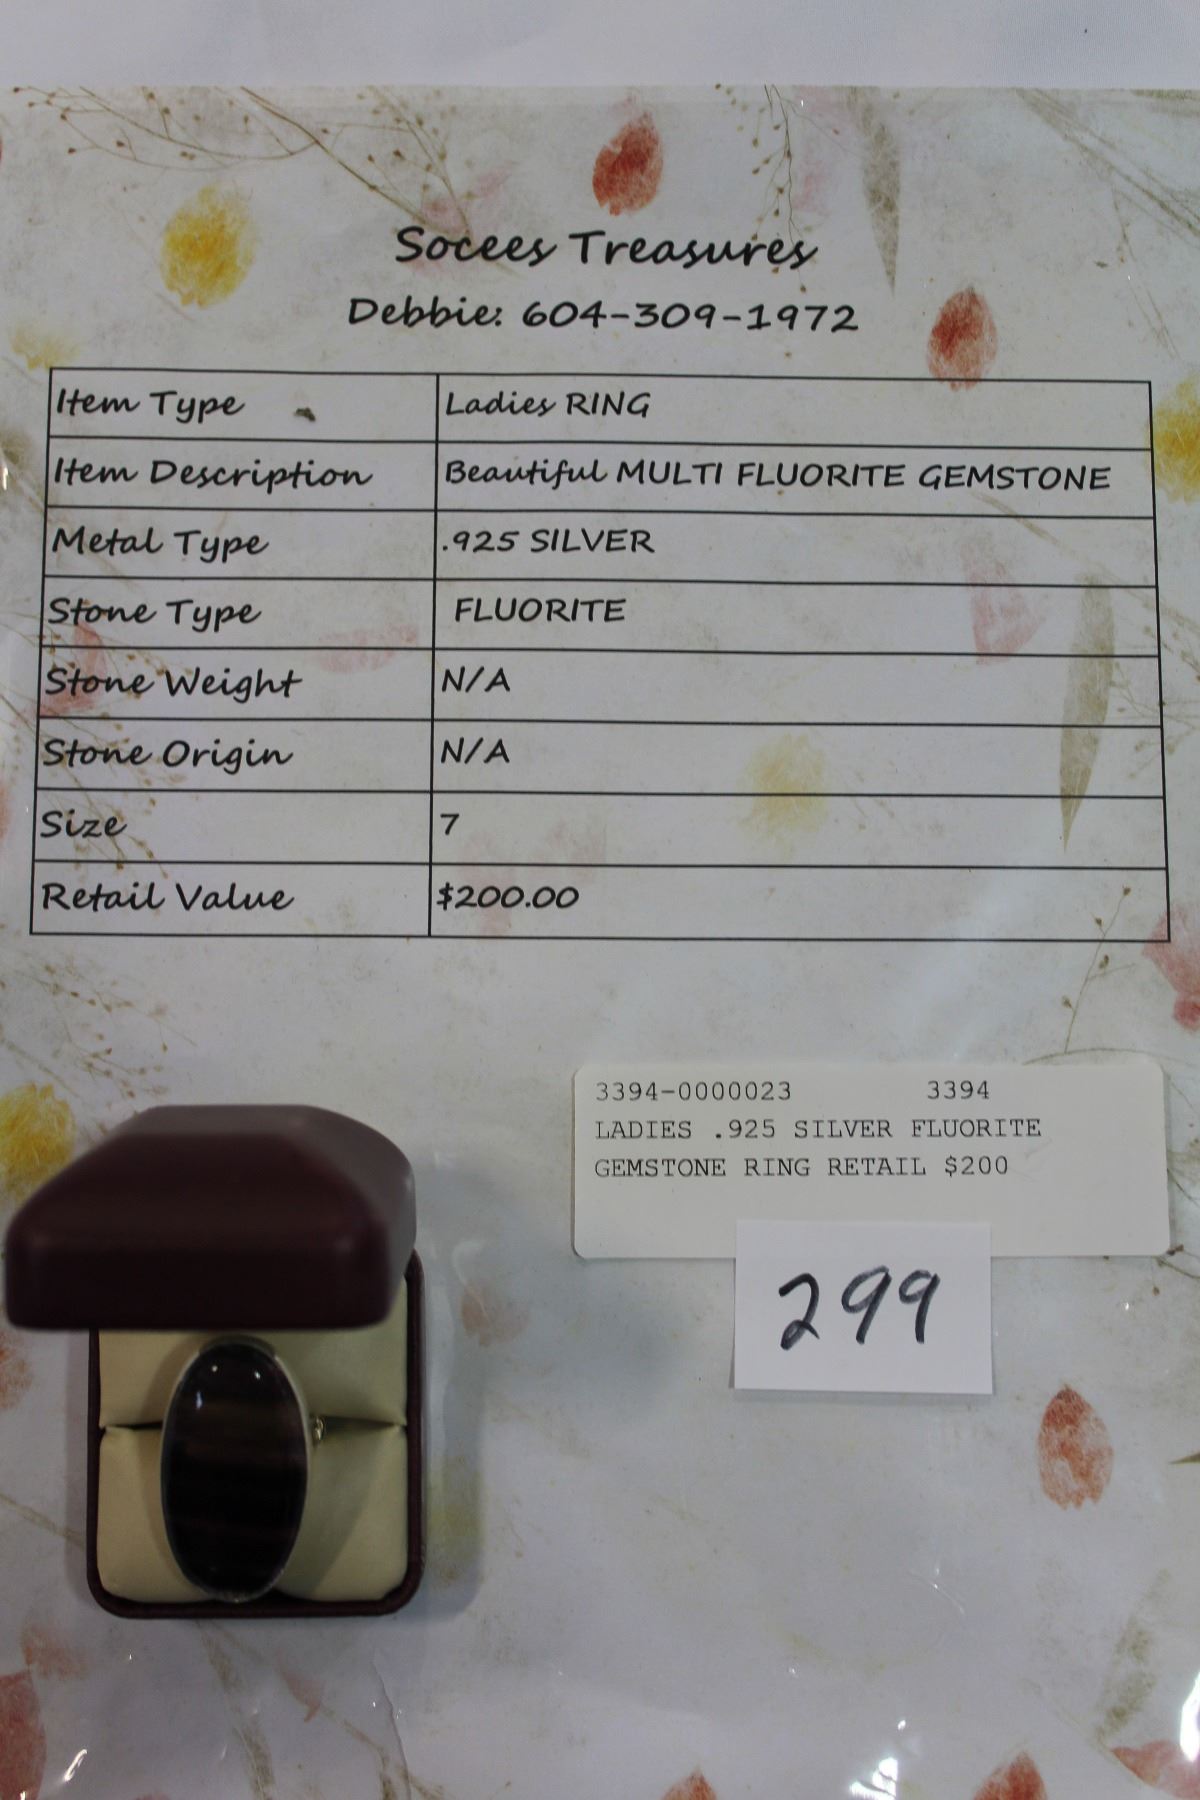 Socees Treasures
Debbie: 604-309-1972
Item Type Ladies RING
Item Description Beautiful MULTI FLUORITE GEMSTONE
Metal Type .925 SILVER
Stone Type FLUORITE
Stone Weight N/A
Stone Origin N/A
Size 7
Retail Value $200.00
3394-0000023 3394
LADIES .925 SILVER FLUORITE
GEMSTONE RING RETAIL $200
299